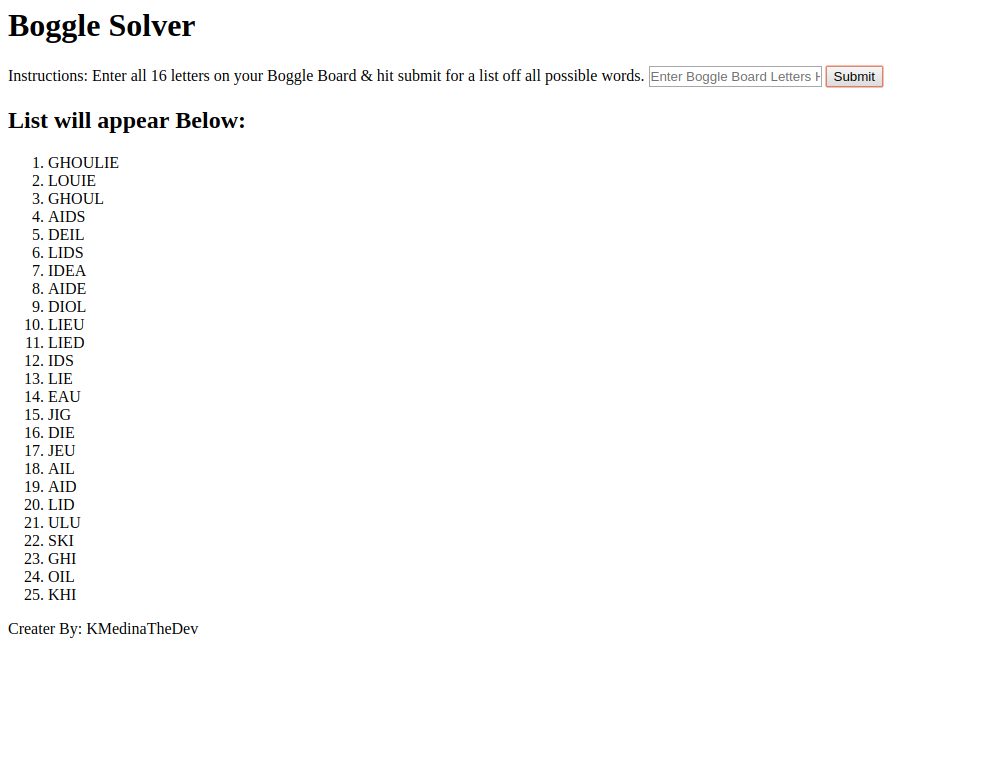 Boggle Solver
Instructions: Enter all 16 letters on your Boggle Board & hit submit for a list off all possible words. Enter Boggle Board Letters H Submit
List will appear Below:
1. GHOULIE
2. LOUIE
3. GHOUL
4. AIDS
5. DEIL
6. LIDS
7. IDEA
8. AIDE
9. DIOL
10. LIEU
11. LIED
12. IDS
13. LIE
14. EAU
15. JIG
16. DIE
17. JEU
18. AIL
19. AID
20. LID
21. ULU
22. SKI
23. GHI
24. OIL
25. KHI
Creater By: KMedinaTheDev